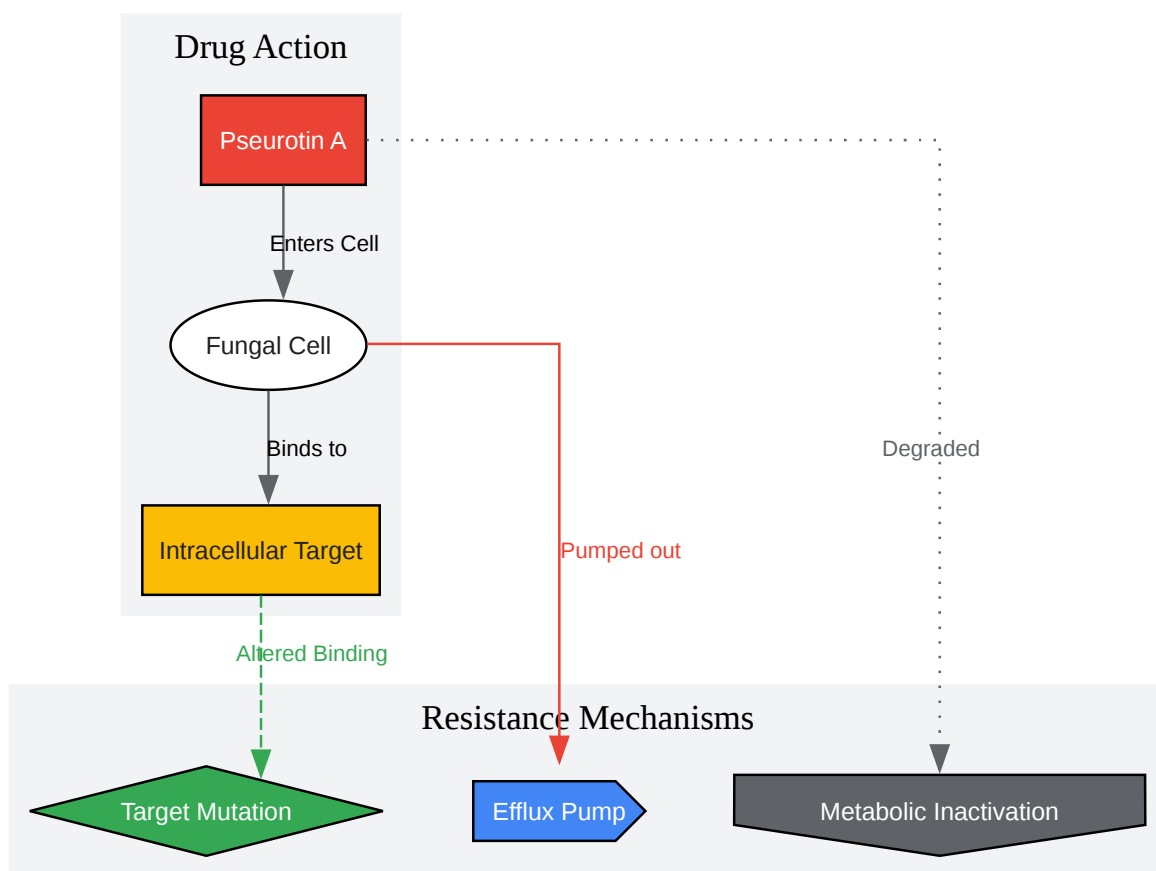 Drug Action
Pseurotin A
Enters Cell
Fungal Cell
Binds to
Degraded
Intracellular Target
Pumped out
Altered Binding
Resistance Mechanisms
Target Mutation
Efflux Pump
Metabolic Inactivation